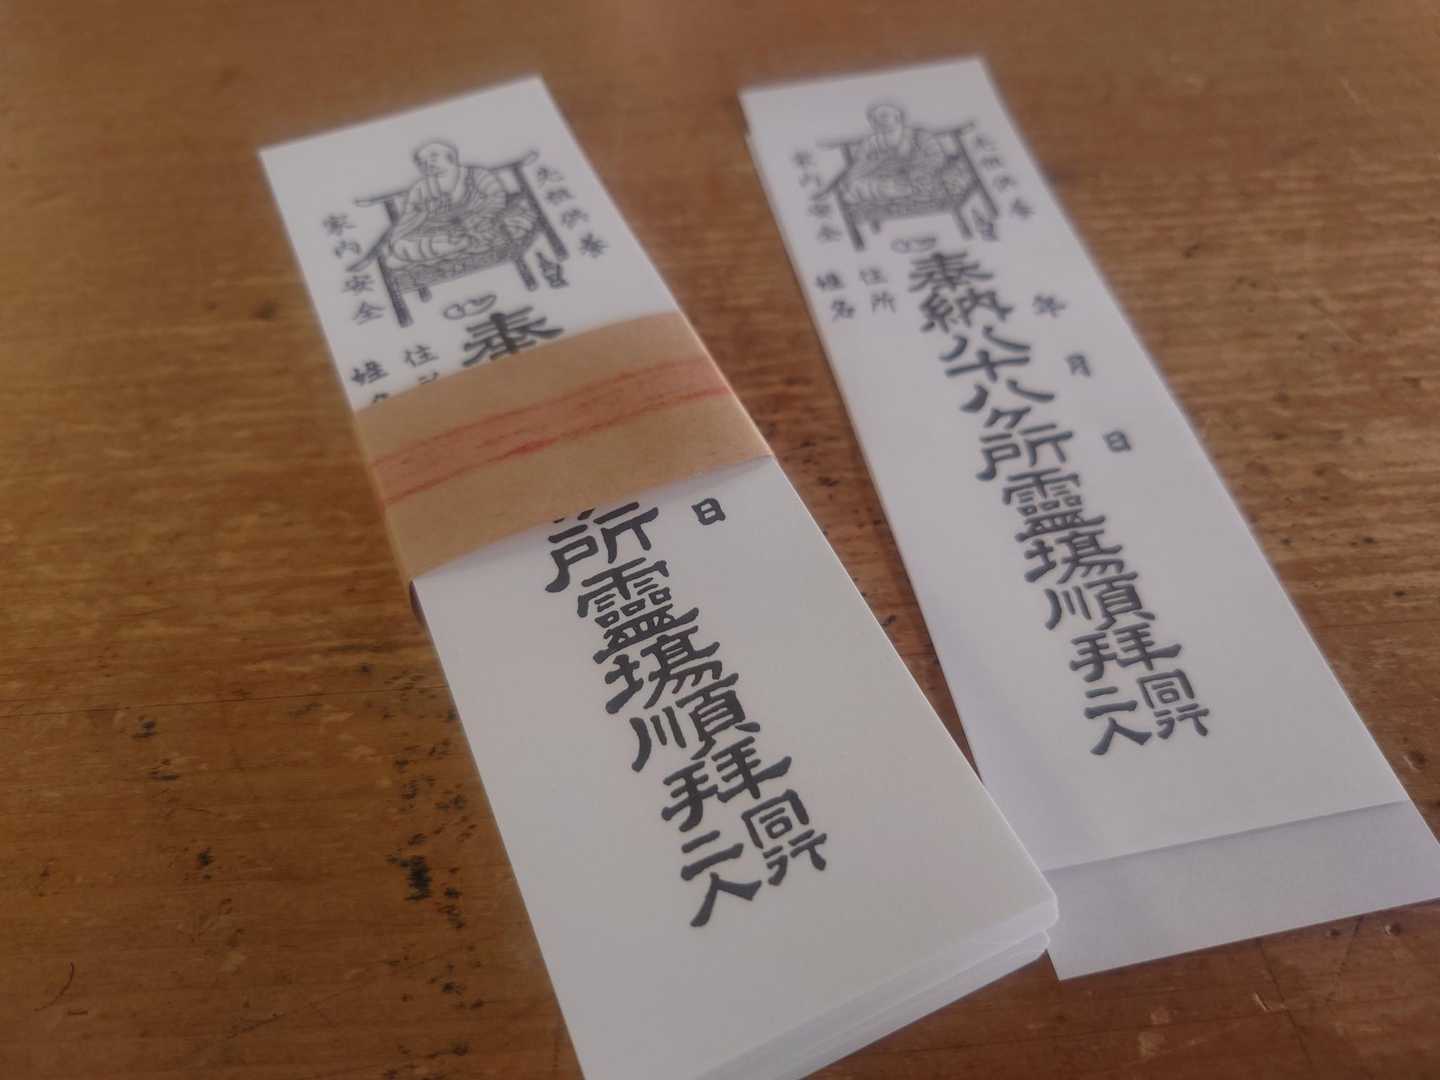 先祖供養
奉
日
所霊場順拝
同行
二人
住
姓
家内安全
先祖供養
年 月 日
奉納八十八ヶ所霊場順拝
同行
二人
住所
姓名
家内安全